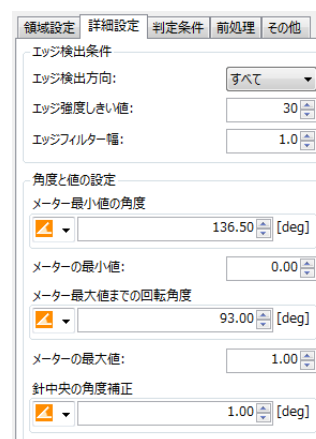 領域設定 詳細設定 判定条件 前処理 その他
エッジ検出条件
エッジ検出方向: すべて
エッジ強度しきい値: 30
エッジフィルター幅: 1.0
角度と値の設定
メーター最小値の角度
136.50 [deg]
メーターの最小値: 0.00
メーター最大値までの回転角度
93.00 [deg]
メーターの最大値: 1.00
針中央の角度補正
1.00 [deg]